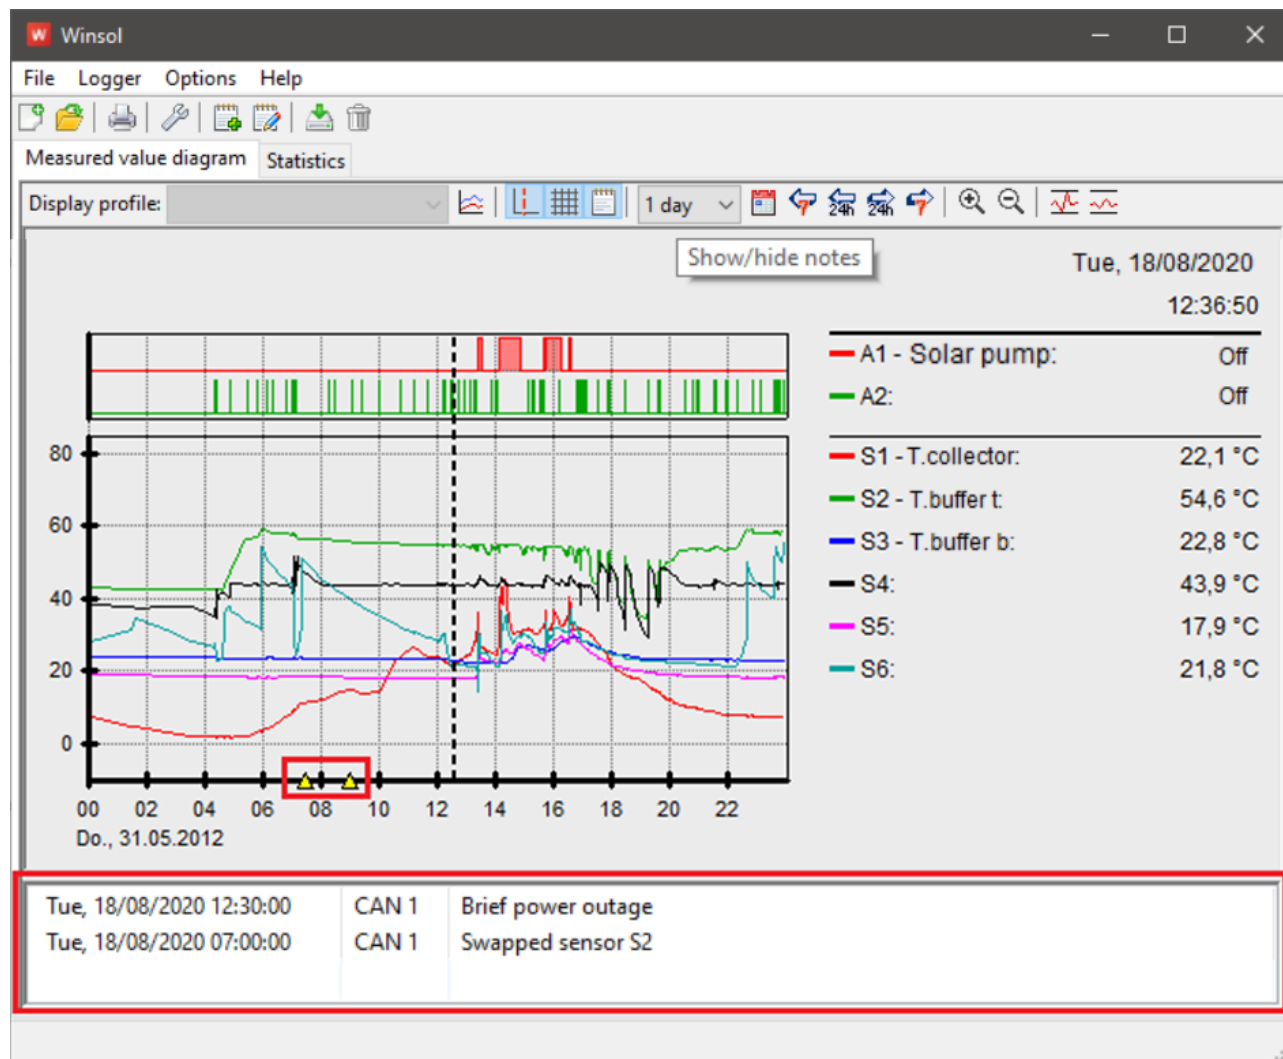 Winsol
File Logger Options Help
Measured value diagram Statistics
Display profile: 1 day 24h 24h
Show/hide notes
Tue, 18/08/2020
12:36:50
A1 - Solar pump: Off
A2: Off
80
60
40
20
0
S1 - T.collector: 22,1 °C
S2 - T.buffer t: 54,6 °C
S3 - T.buffer b: 22,8 °C
S4: 43,9 °C
S5: 17,9 °C
S6: 21,8 °C
00 02 04 06 08 10 12 14 16 18 20 22
Do., 31.05.2012
Tue, 18/08/2020 12:30:00 CAN 1 Brief power outage
Tue, 18/08/2020 07:00:00 CAN 1 Swapped sensor S2